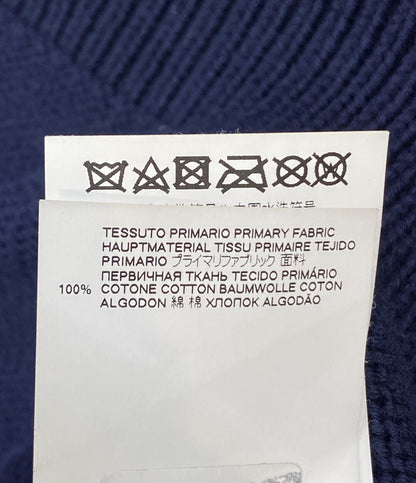 TESSUTO PRIMARIO PRIMARY FABRIC
HAUPTMATERIAL TISSU PRIMAIRE TEJIDO
PRIMARIO プライマリファブリック 面料
ПЕРВИЧНАЯ ТКАНЬ TECIDO PRIMÁRIO
100% COTONE COTTON BAUMWOLLE COTON
ALGODON 綿 棉 ХЛОПОК ALGODÃO